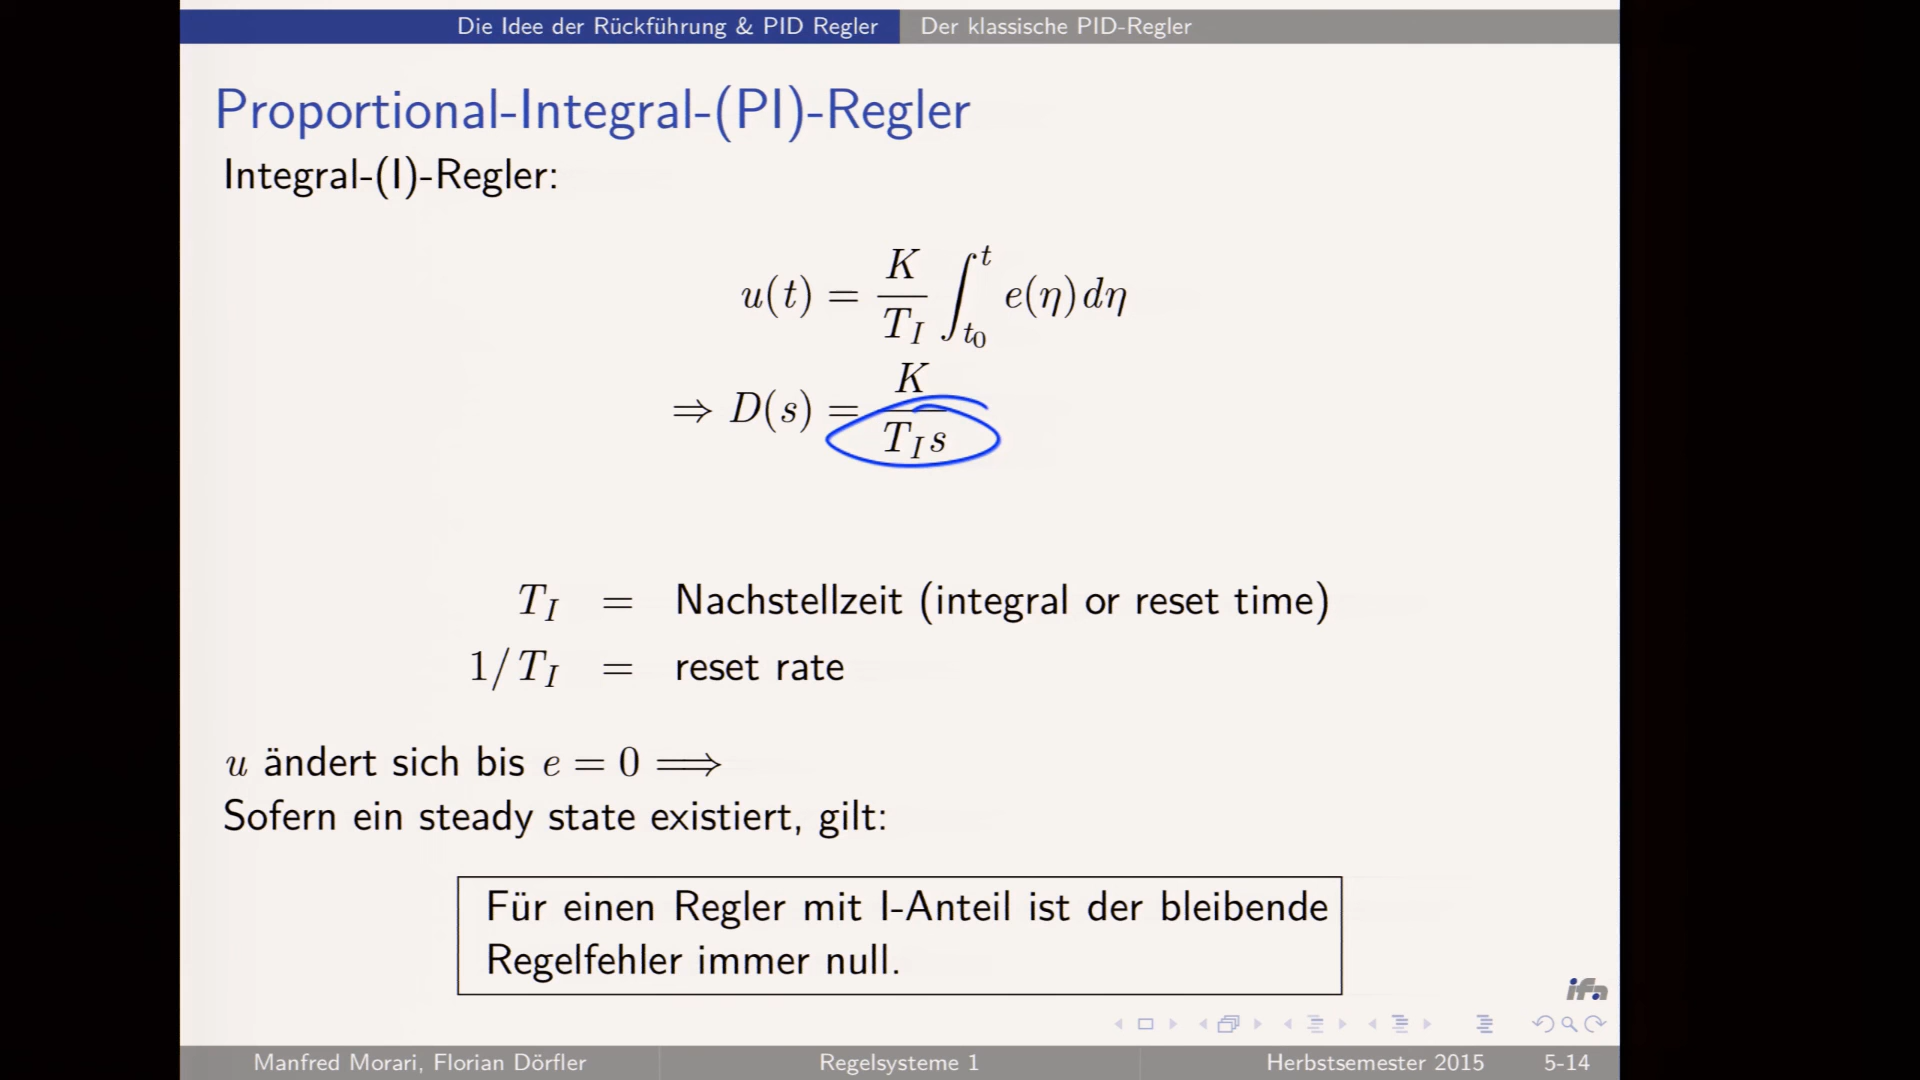 Die Idee der Rückführung & PID Regler Der klassische PID-Regler
Proportional-Integral-(PI)-Regler
Integral-(I)-Regler:
u(t) = K/T_I ∫_{t_0}^{t} e(η)dη
⇒ D(s) = K/(T_I s)
T_I = Nachstellzeit (integral or reset time)
1/T_I = reset rate
u ändert sich bis e = 0 ⟹
Sofern ein steady state existiert, gilt:
Für einen Regler mit I-Anteil ist der bleibende
Regelfehler immer null.
ifa
Manfred Morari, Florian Dörfler Regelsysteme 1 Herbstsemester 2015 5-14